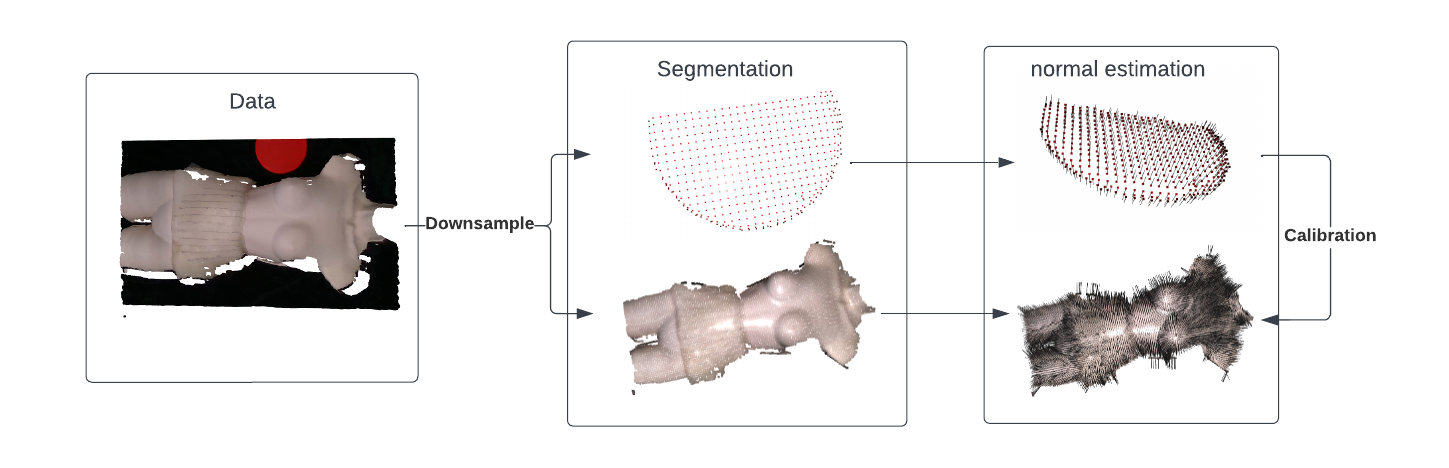 Data
Downsample
Segmentation
normal estimation
Calibration